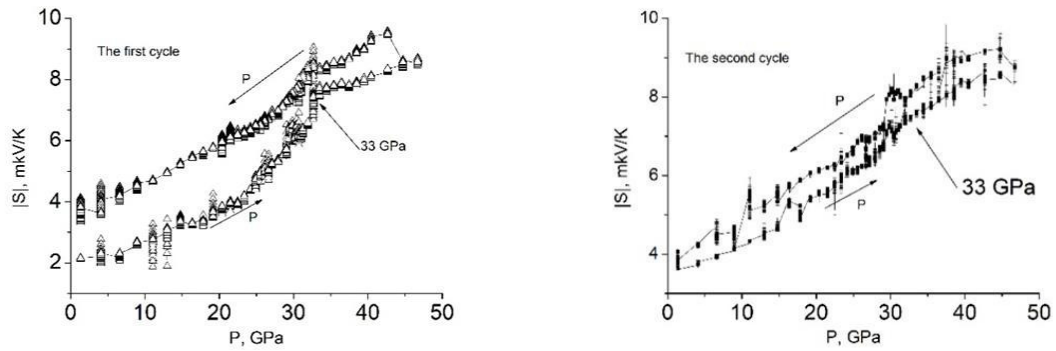 10
The first cycle
P
8
|S|, mkV/K
6
33 GPa
4
P
2
0 10 20 30 40 50
P, GPa
10
The second cycle
P
8
|S|, mkV/K
33 GPa
6
P
4
0 10 20 30 40 50
P, GPa